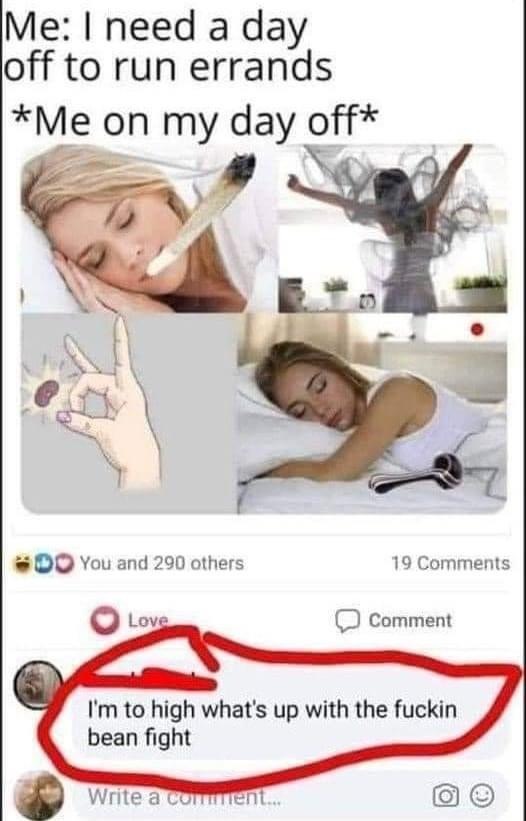 Me: I need a day
off to run errands
*Me on my day off*
You and 290 others
19 Comments
Love
Comment
I'm to high what's up with the fuckin
bean fight
Write a comment...